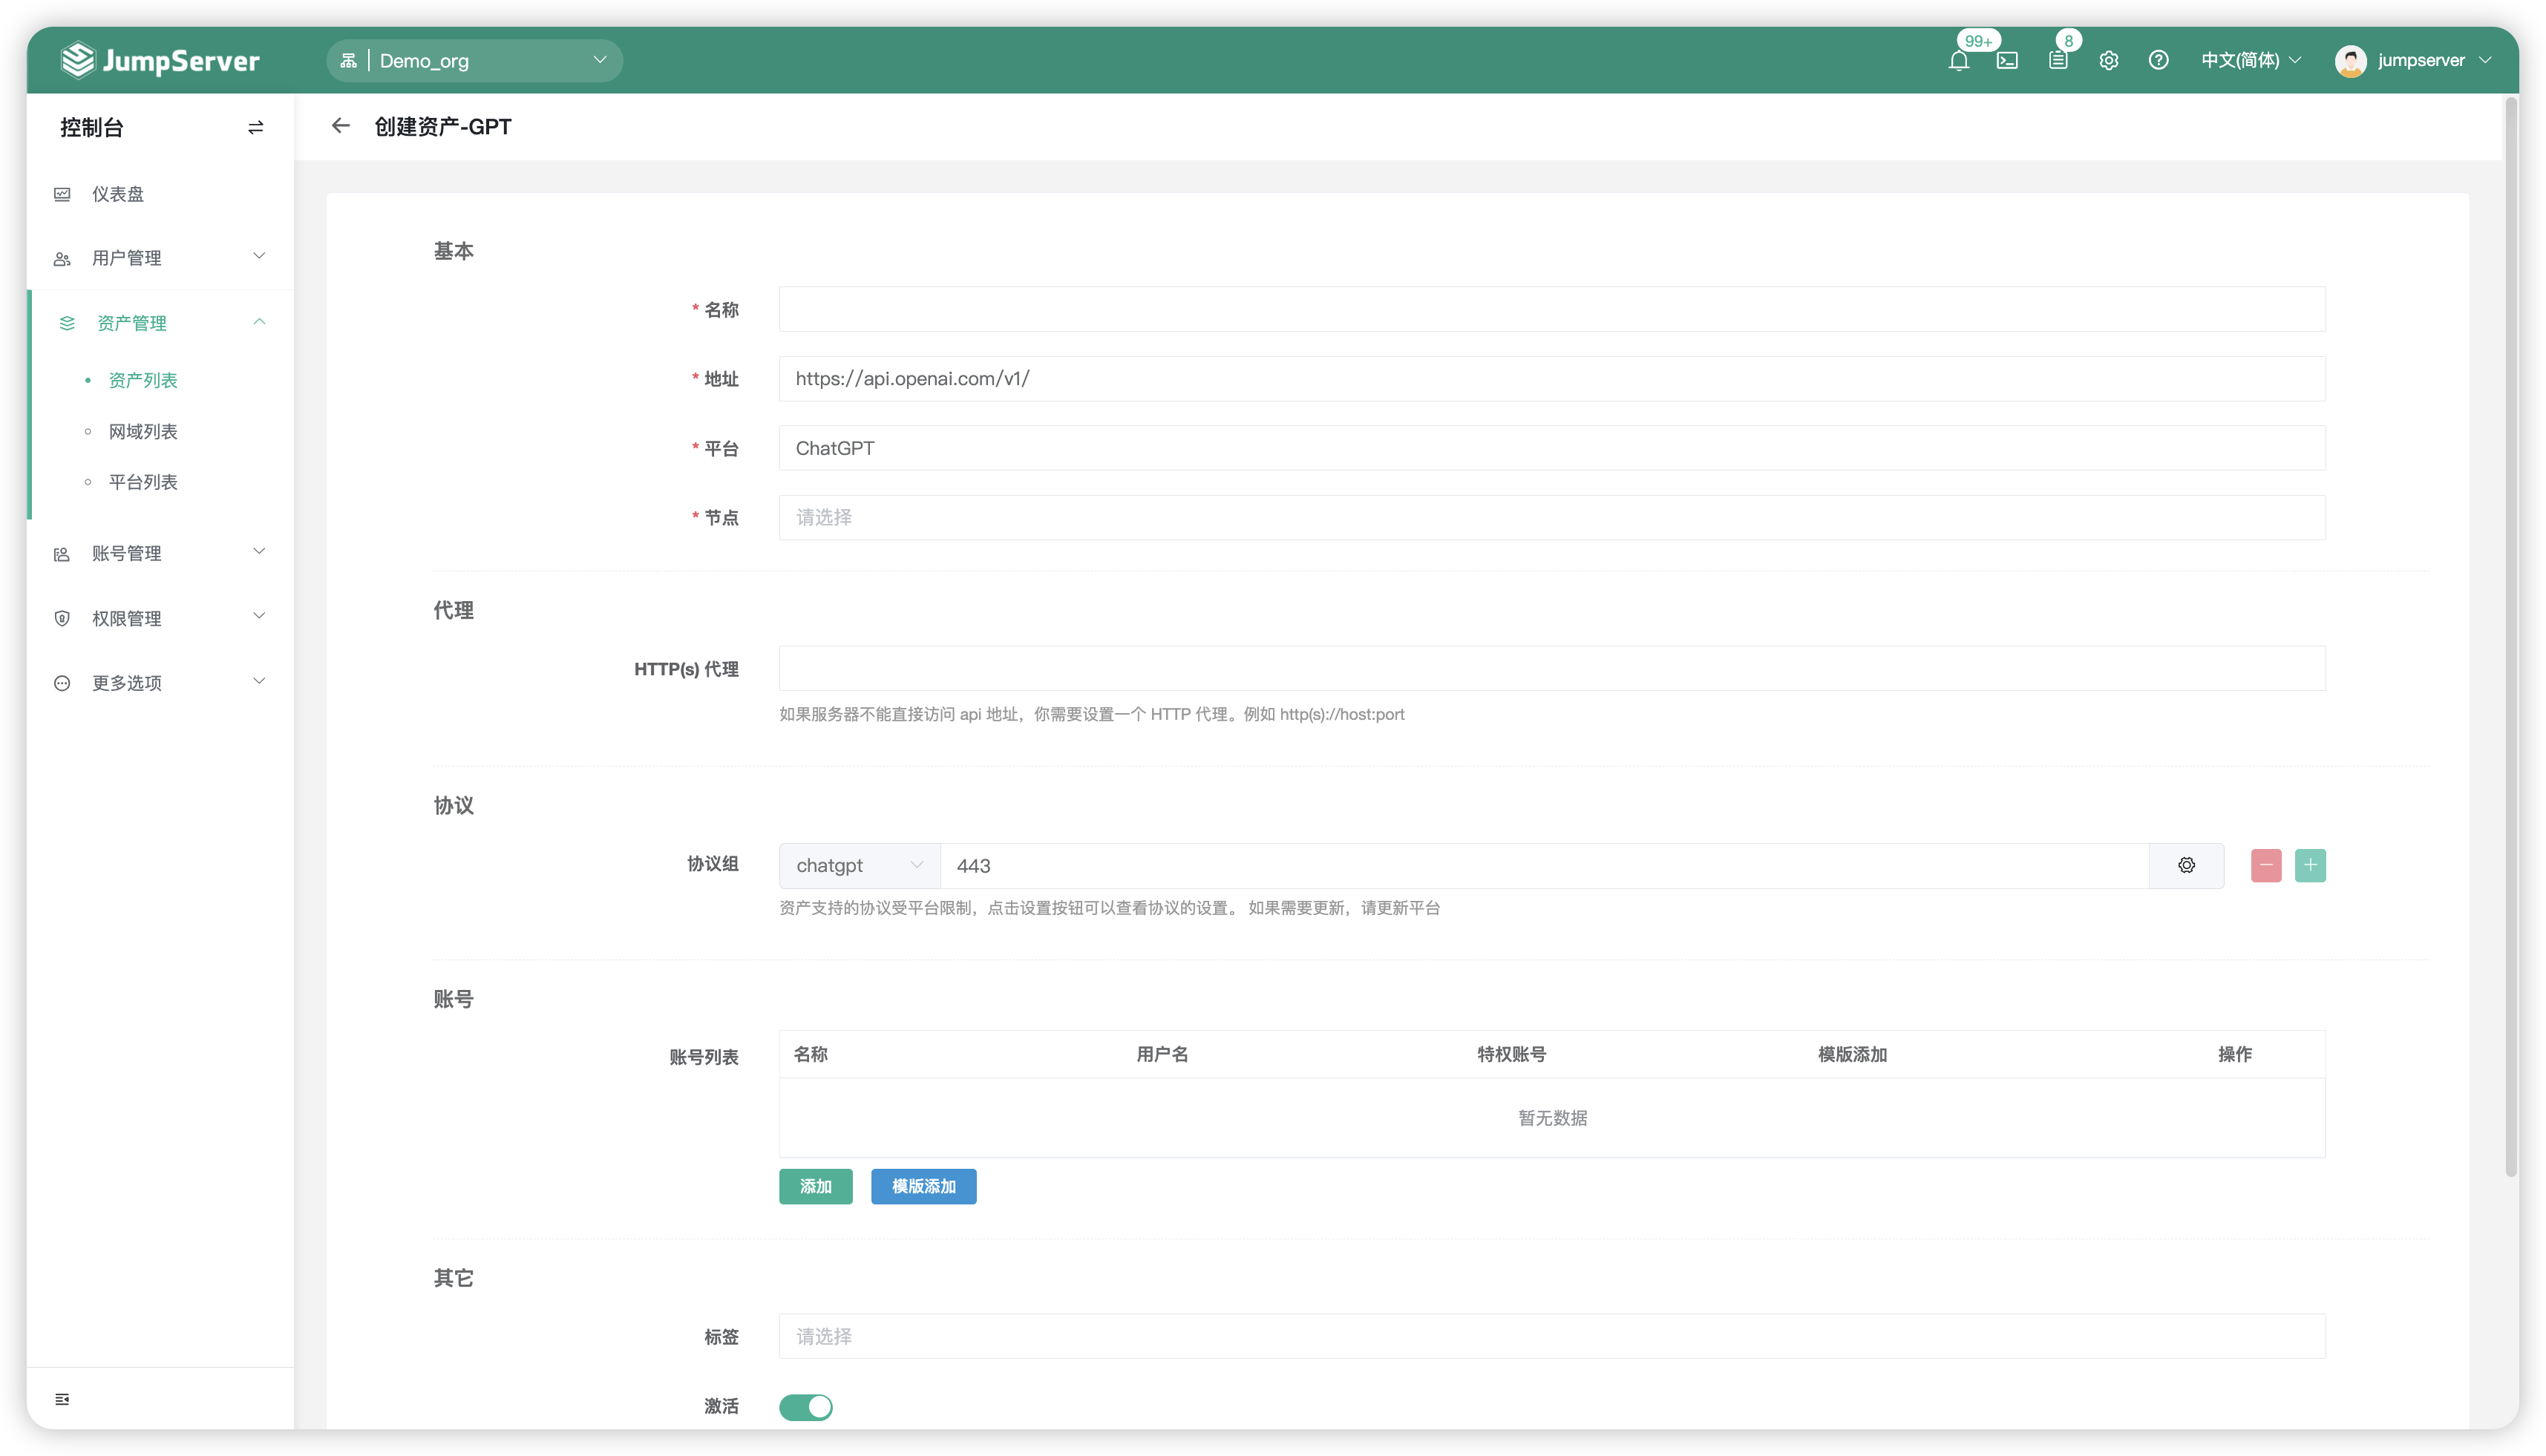 JumpServer
Demo_org
99+
8
中文(简体)
jumpserver
控制台
仪表盘
用户管理
资产管理
资产列表
网域列表
平台列表
账号管理
权限管理
更多选项
创建资产-GPT
基本
* 名称
* 地址
https://api.openai.com/v1/
* 平台
ChatGPT
* 节点
请选择
代理
HTTP(s) 代理
如果服务器不能直接访问 api 地址，你需要设置一个 HTTP 代理。例如 http(s)://host:port
协议
协议组
chatgpt
443
资产支持的协议受平台限制，点击设置按钮可以查看协议的设置。 如果需要更新，请更新平台
账号
账号列表
名称 用户名 特权账号 模版添加 操作
暂无数据
添加
模版添加
其它
标签
请选择
激活